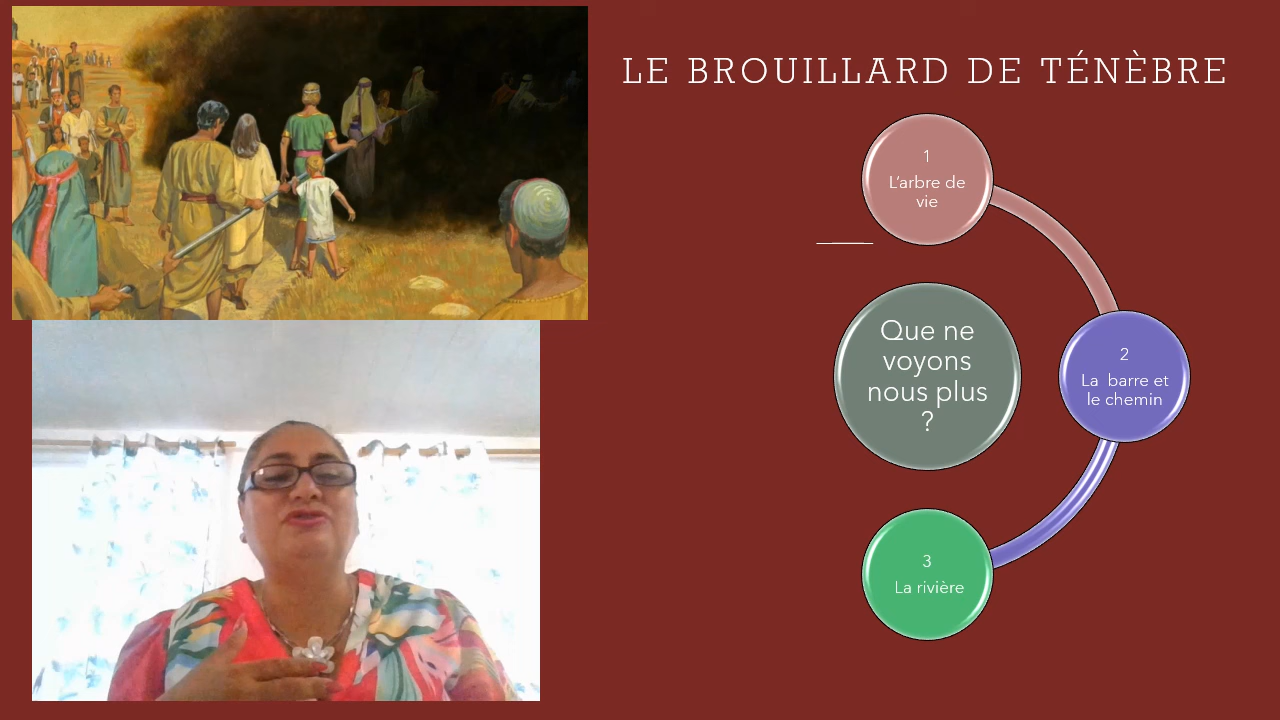 LE BROUILLARD DE TÉNÈBRE
1
L’arbre de
vie
Que ne
voyons
nous plus
?
2
La  barre et
le chemin
3
La rivière